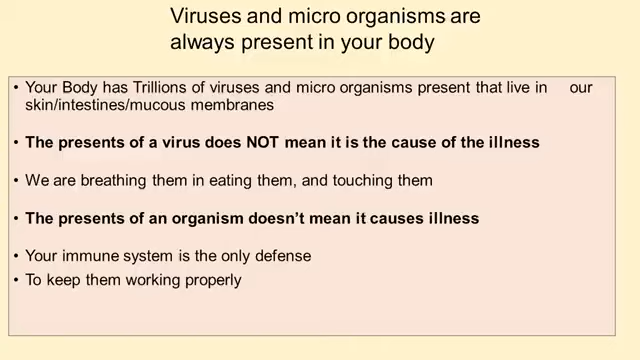 Viruses and micro organisms are
always present in your body
• Your Body has Trillions of viruses and micro organisms present that live in our
skin/intestines/mucous membranes
• The presents of a virus does NOT mean it is the cause of the illness
• We are breathing them in eating them, and touching them
• The presents of an organism doesn't mean it causes illness
• Your immune system is the only defense
• To keep them working properly